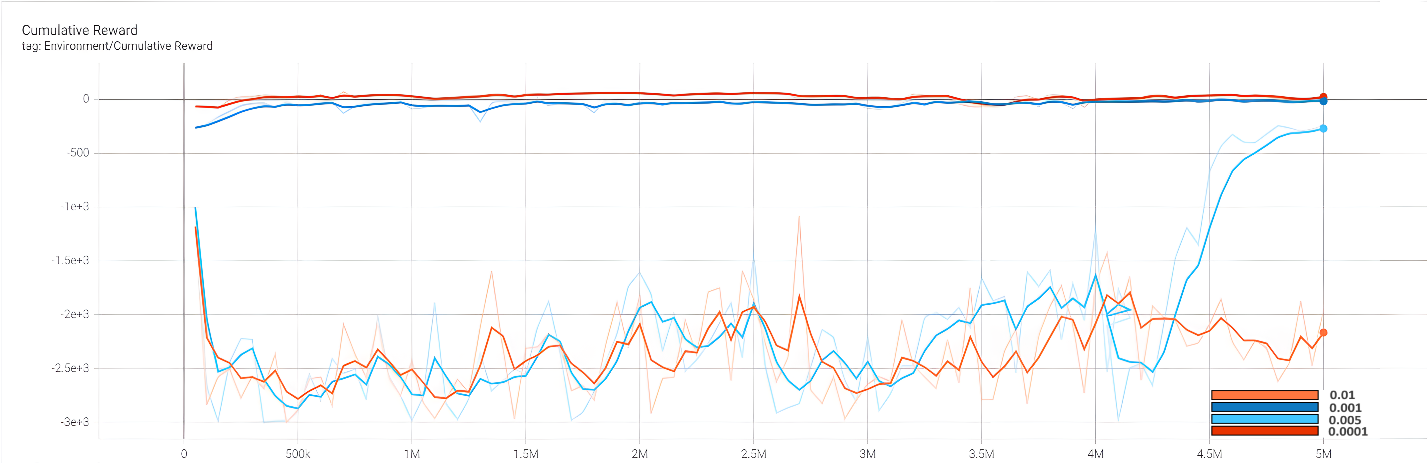 Cumulative Reward
tag: Environment/Cumulative Reward
0
-500
-1e+3
-1.5e+3
-2e+3
-2.5e+3
-3e+3
0.01
0.001
0.005
0.0001
0 500k 1M 1.5M 2M 2.5M 3M 3.5M 4M 4.5M 5M